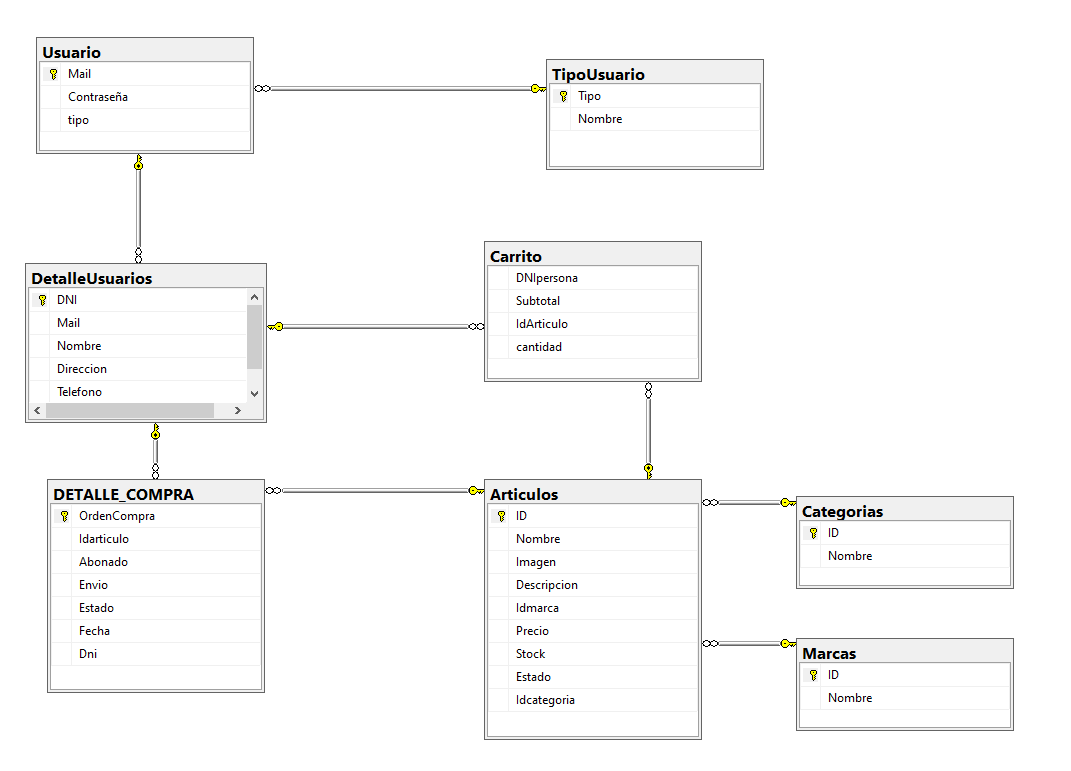 Usuario
Mail
Contraseña
tipo
TipoUsuario
Tipo
Nombre
DetalleUsuarios
DNI
Mail
Nombre
Direccion
Telefono
Carrito
DNIpersona
Subtotal
IdArticulo
cantidad
DETALLE_COMPRA
OrdenCompra
Idarticulo
Abonado
Envio
Estado
Fecha
Dni
Articulos
ID
Nombre
Imagen
Descripcion
Idmarca
Precio
Stock
Estado
Idcategoria
Categorias
ID
Nombre
Marcas
ID
Nombre